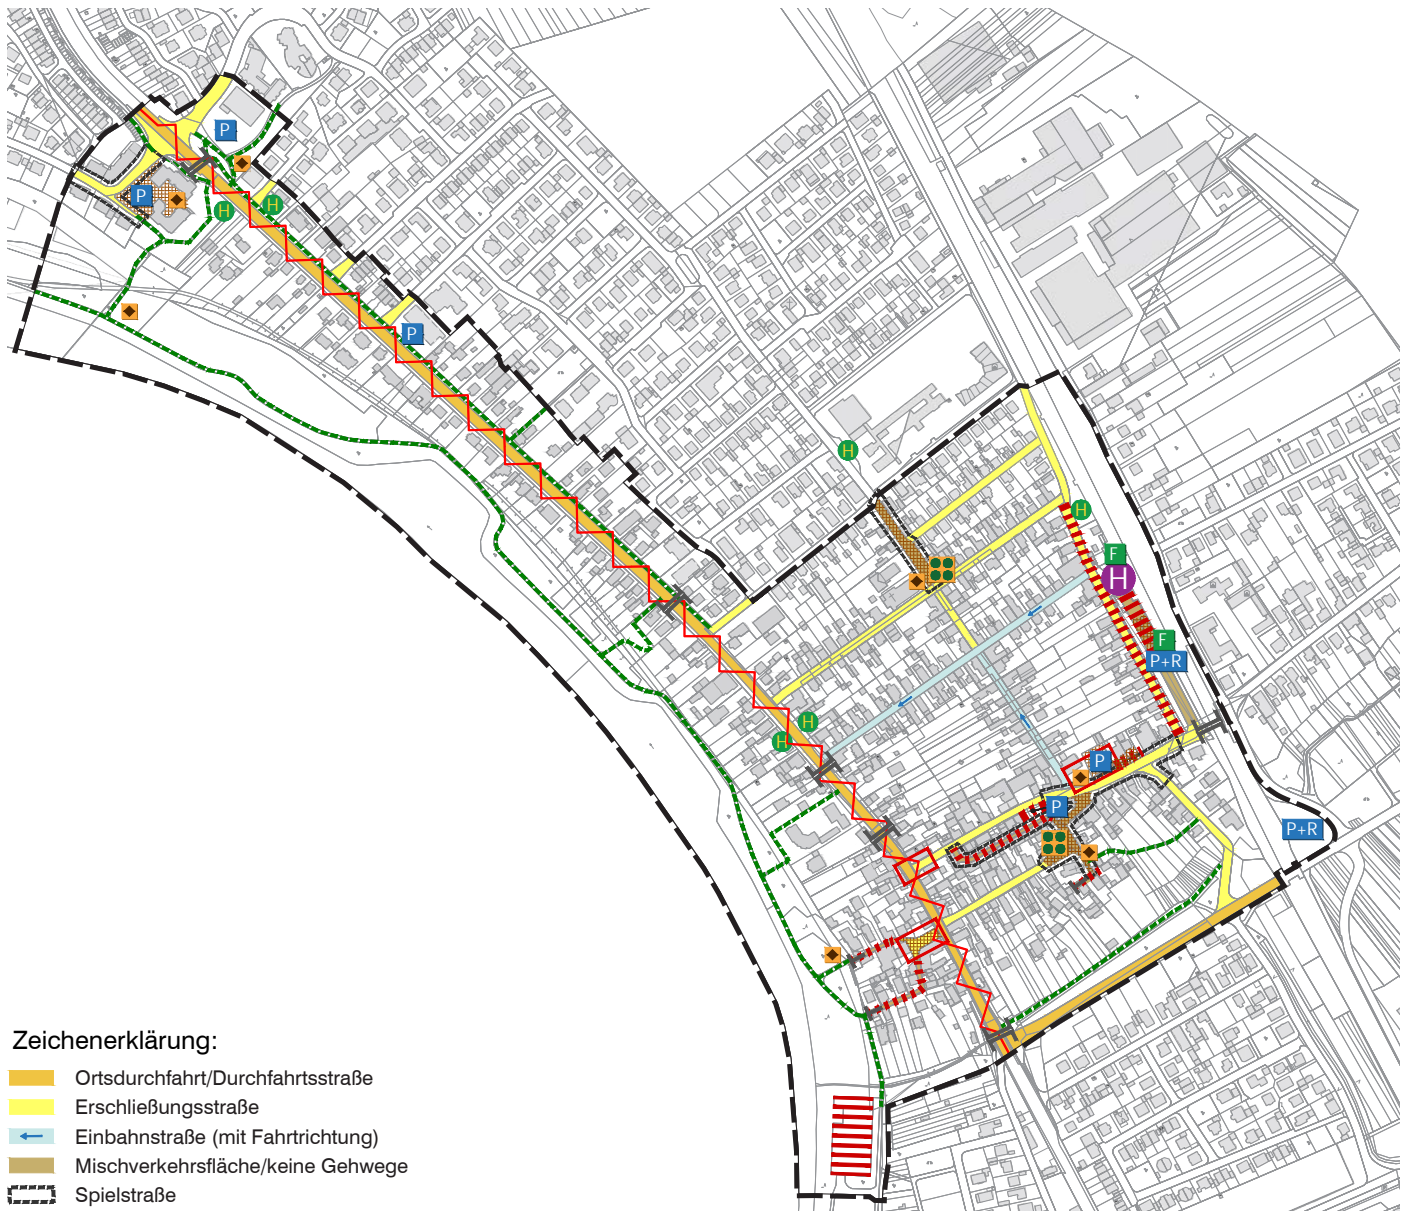 P
P
H
H
P
H
H
F
H
F
P+R
H
H
P
P
P+R
Zeichenerklärung:
Ortsdurchfahrt/Durchfahrtsstraße
Erschließungsstraße
Einbahnstraße (mit Fahrtrichtung)
Mischverkehrsfläche/keine Gehwege
Spielstraße